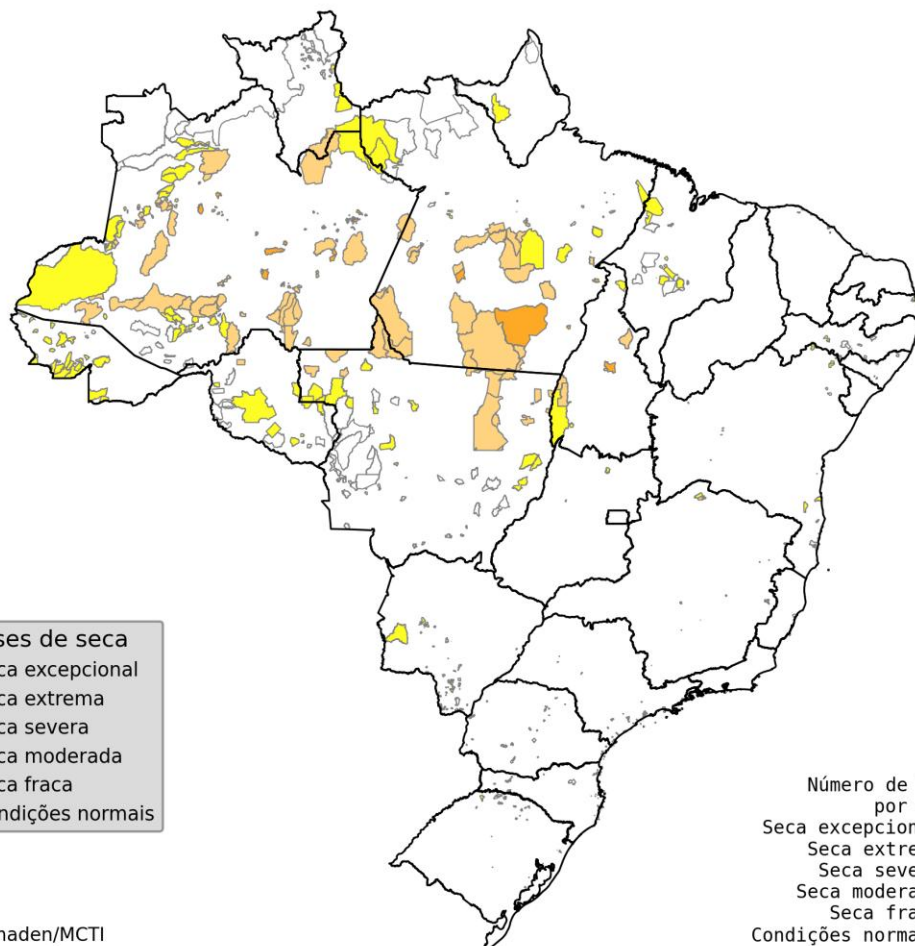 ses de seca
ca excepcional
ca extrema
ca severa
ca moderada
ca fraca
ndições normais
Número de
por
Seca excepcion
Seca extre
Seca seve
Seca modera
Seca fra
Condições norma
naden/MCTI